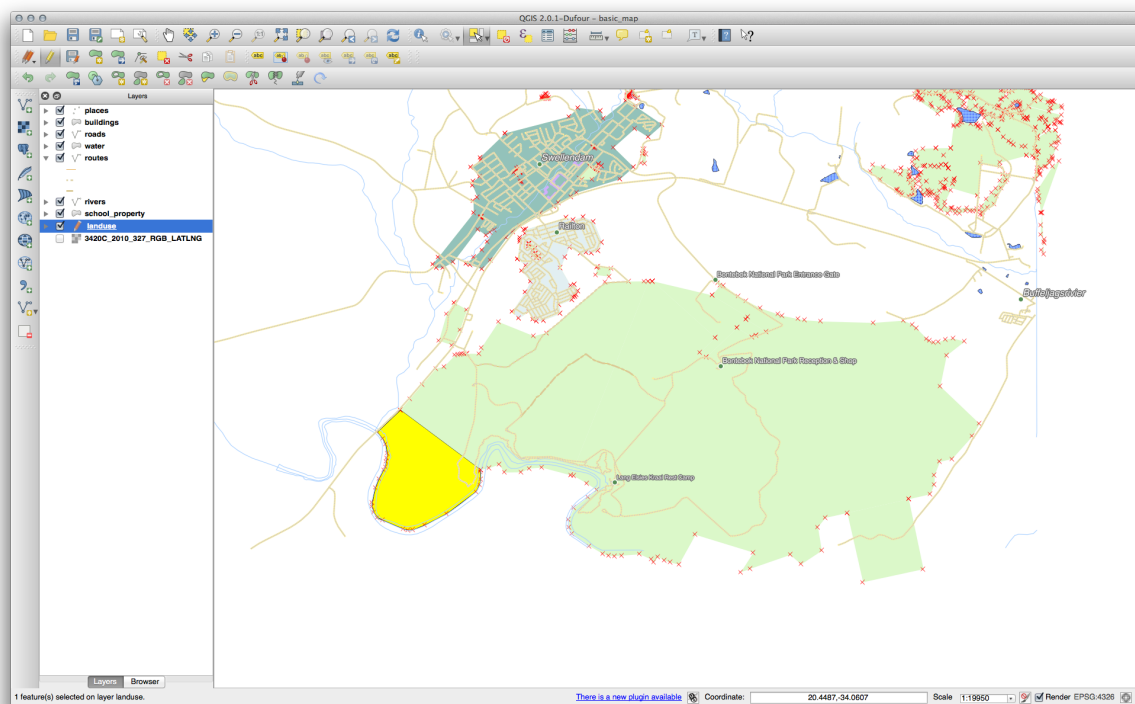 QGIS 2.0.1-Dufour - basic_map
Layers
places
buildings
roads
water
routes
rivers
school_property
landuse
3420C_2010_327_RGB_LATLNG
Swellendam
Railton
Bontebok National Park Entrance Gate
Buffeljagsrivier
Bontebok National Park Reception & Shop
Lang Elsies Kraal Rest Camp
Layers
Browser
1 feature(s) selected on layer landuse.
There is a new plugin available
Coordinate:
20.4487,-34.0607
Scale
1:19950
Render
EPSG:4326